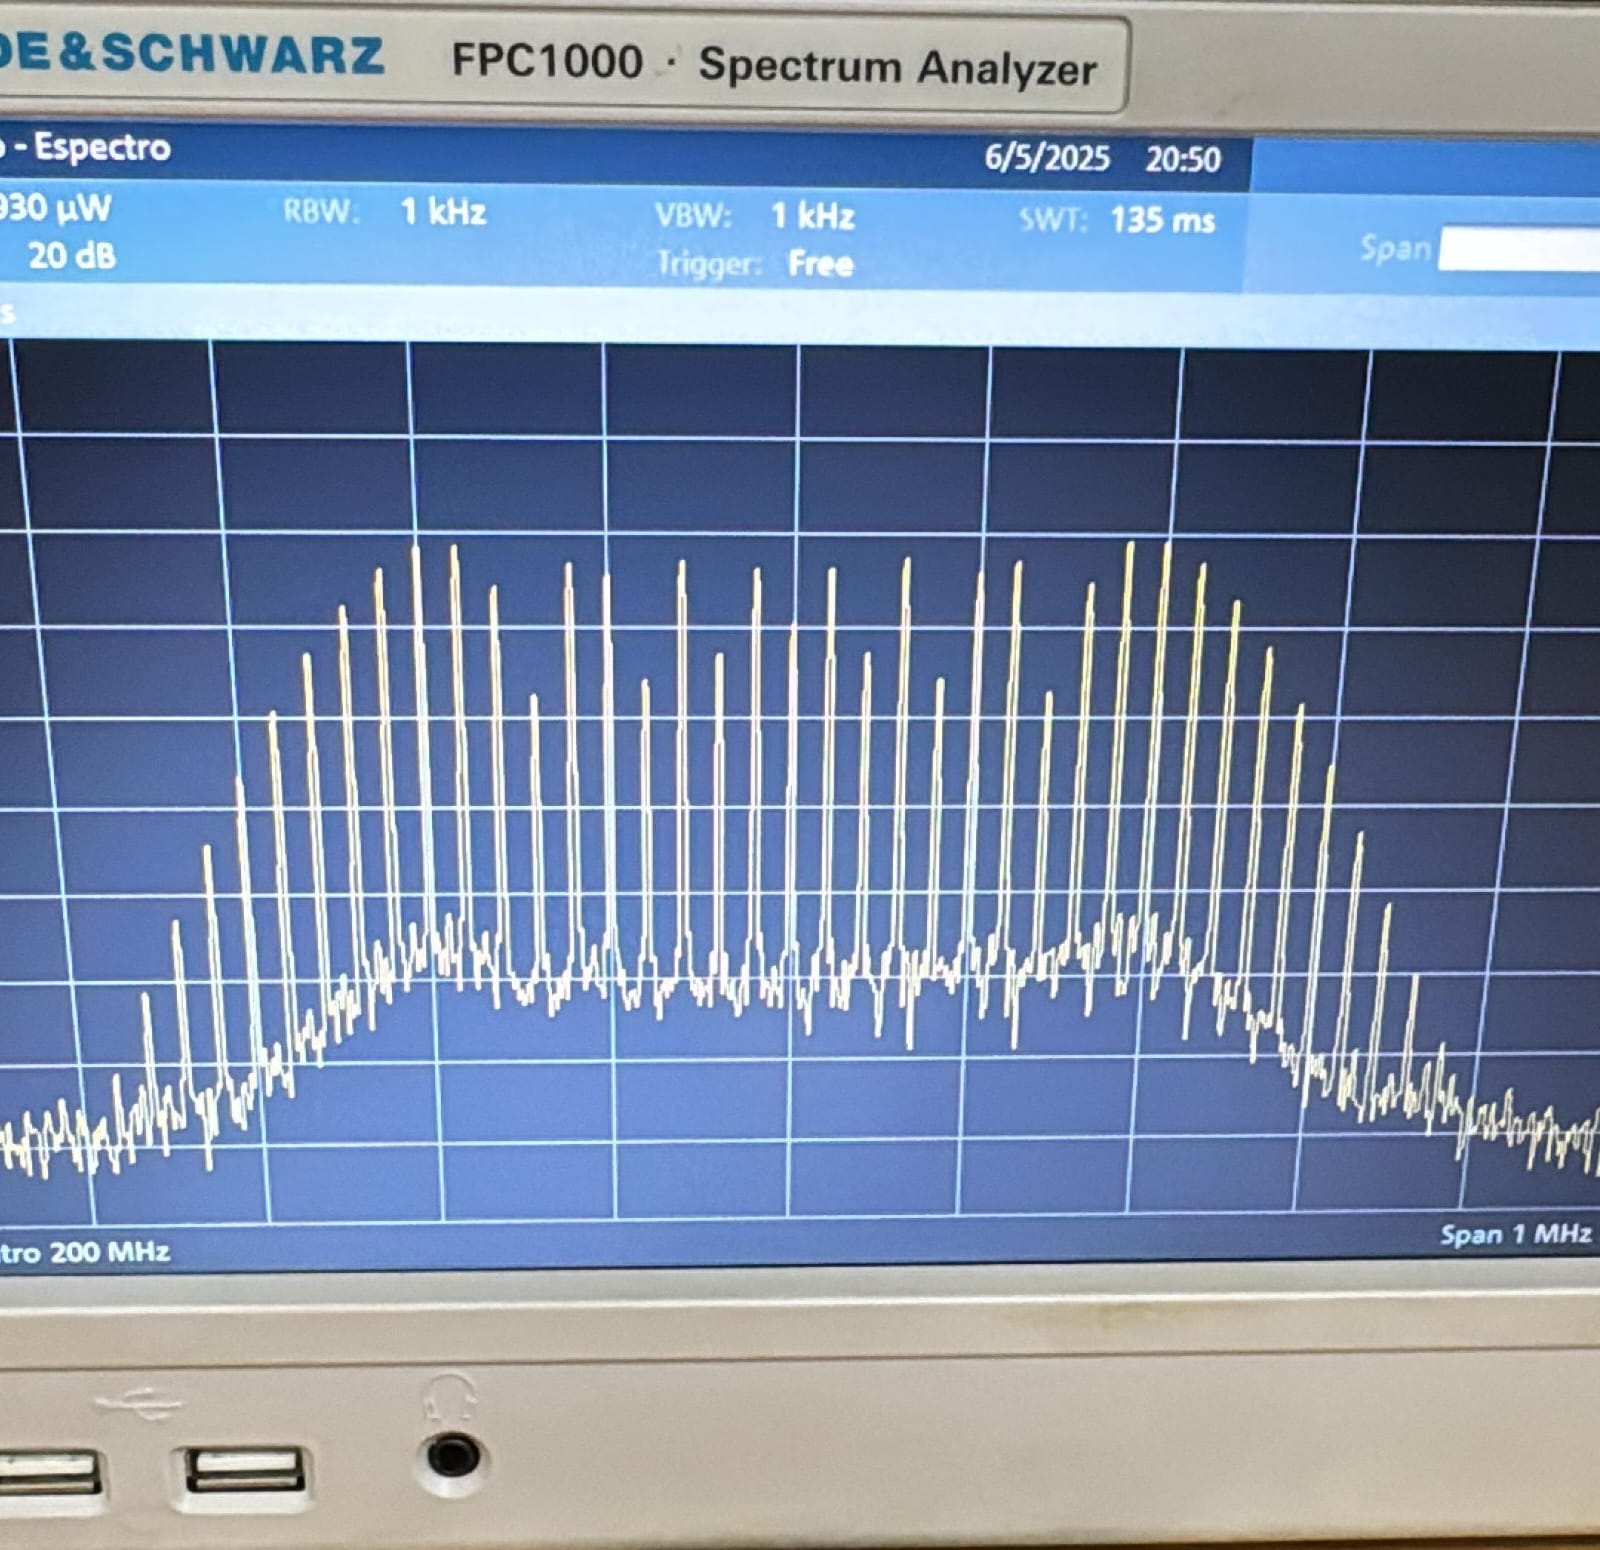 DE&SCHWARZ FPC1000 · Spectrum Analyzer
- Espectro 6/5/2025 20:50
930 µW RBW: 1 kHz VBW: 1 kHz SWT: 135 ms
20 dB Trigger: Free Span
s
tro 200 MHz Span 1 MHz